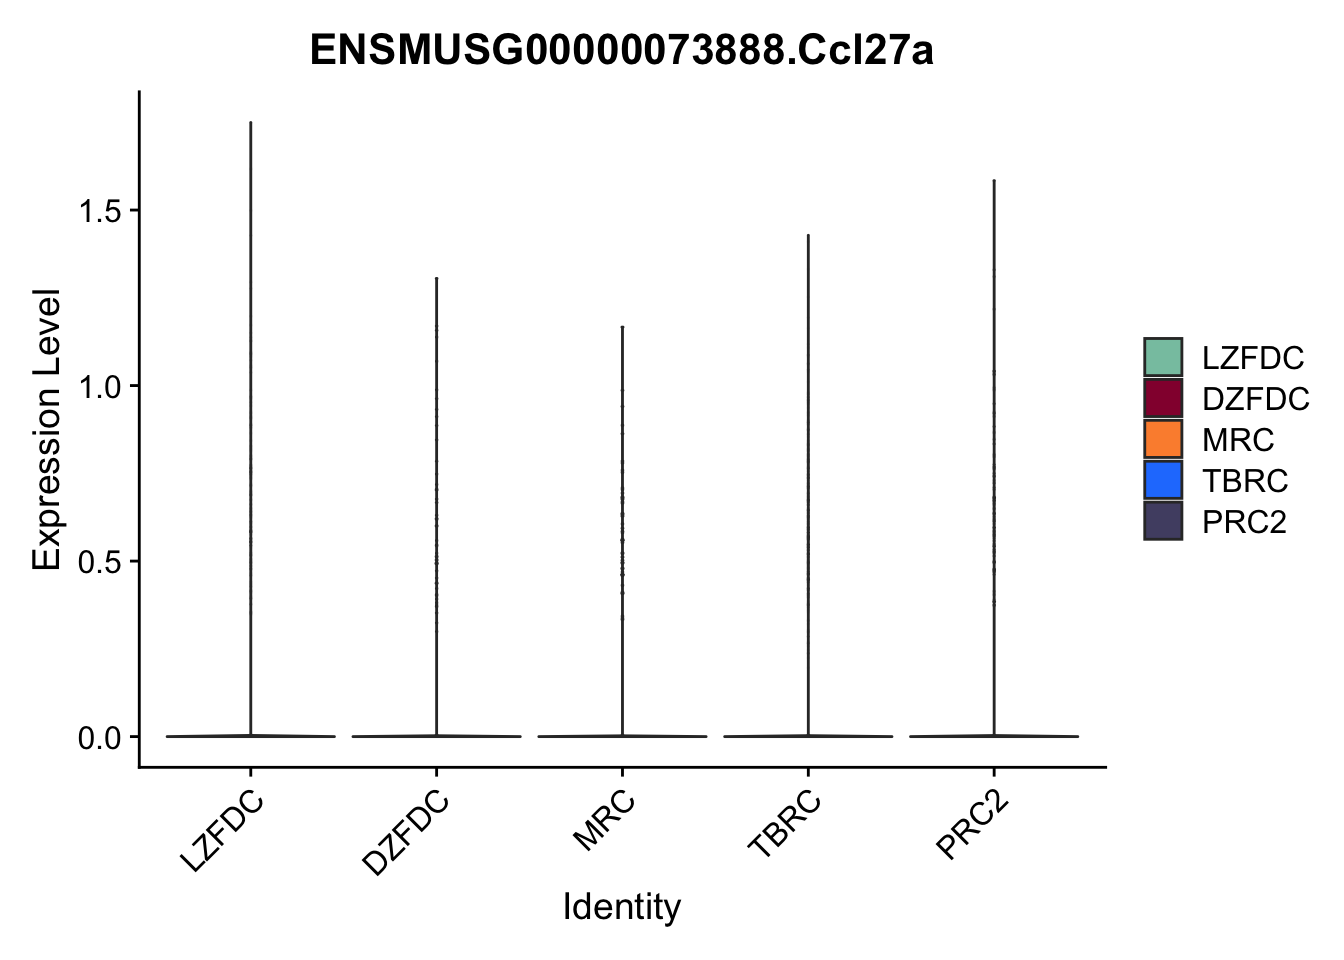 ENSMUSG00000073888.Ccl27a
Expression Level
1.5
1.0
0.5
0.0
LZFDC
DZFDC
MRC
TBRC
PRC2
Identity
LZFDC
DZFDC
MRC
TBRC
PRC2